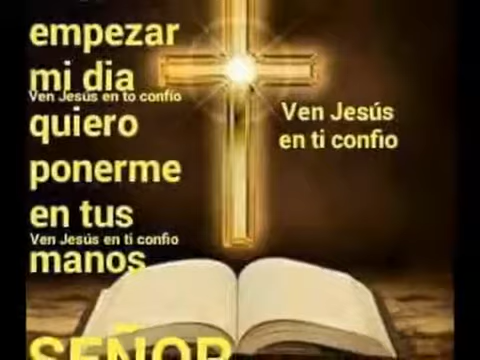 empezar
mi dia
Ven Jesús en to confío
quiero
ponerme
en tus
Ven Jesús en ti confio
manos
SEÑOR
Ven Jesús
en ti confio